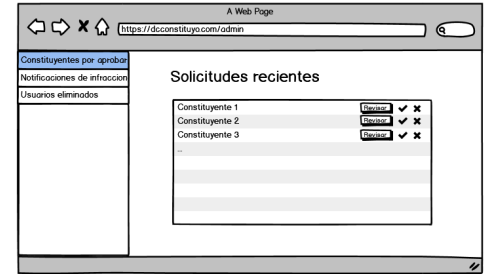 A Web Page
https://dcconstituyo.com/admin
Constituyentes por aprobar
Notificaciones de infraccion
Usuarios eliminados
Solicitudes recientes
Constituyente 1 Revisar
Constituyente 2 Revisar
Constituyente 3 Revisar
...